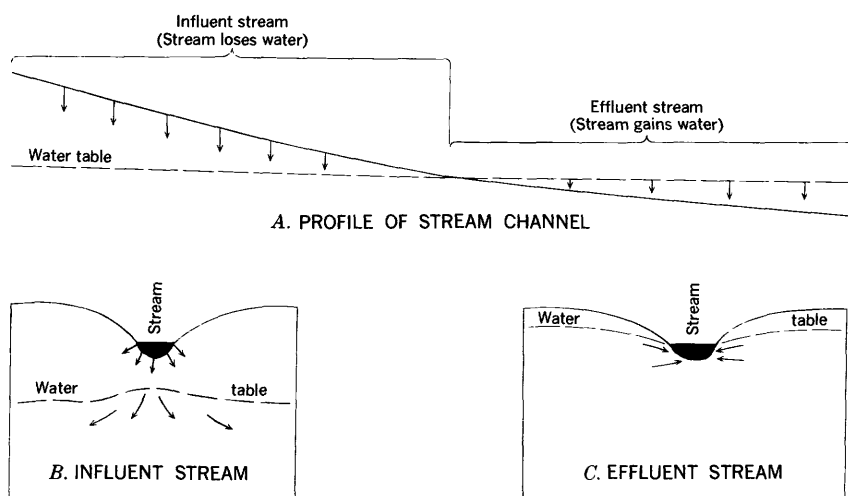 Influent stream
(Stream loses water)
Effluent stream
(Stream gains water)
Water table
A. PROFILE OF STREAM CHANNEL
Stream
Water table
B. INFLUENT STREAM
Stream
Water table
C. EFFLUENT STREAM